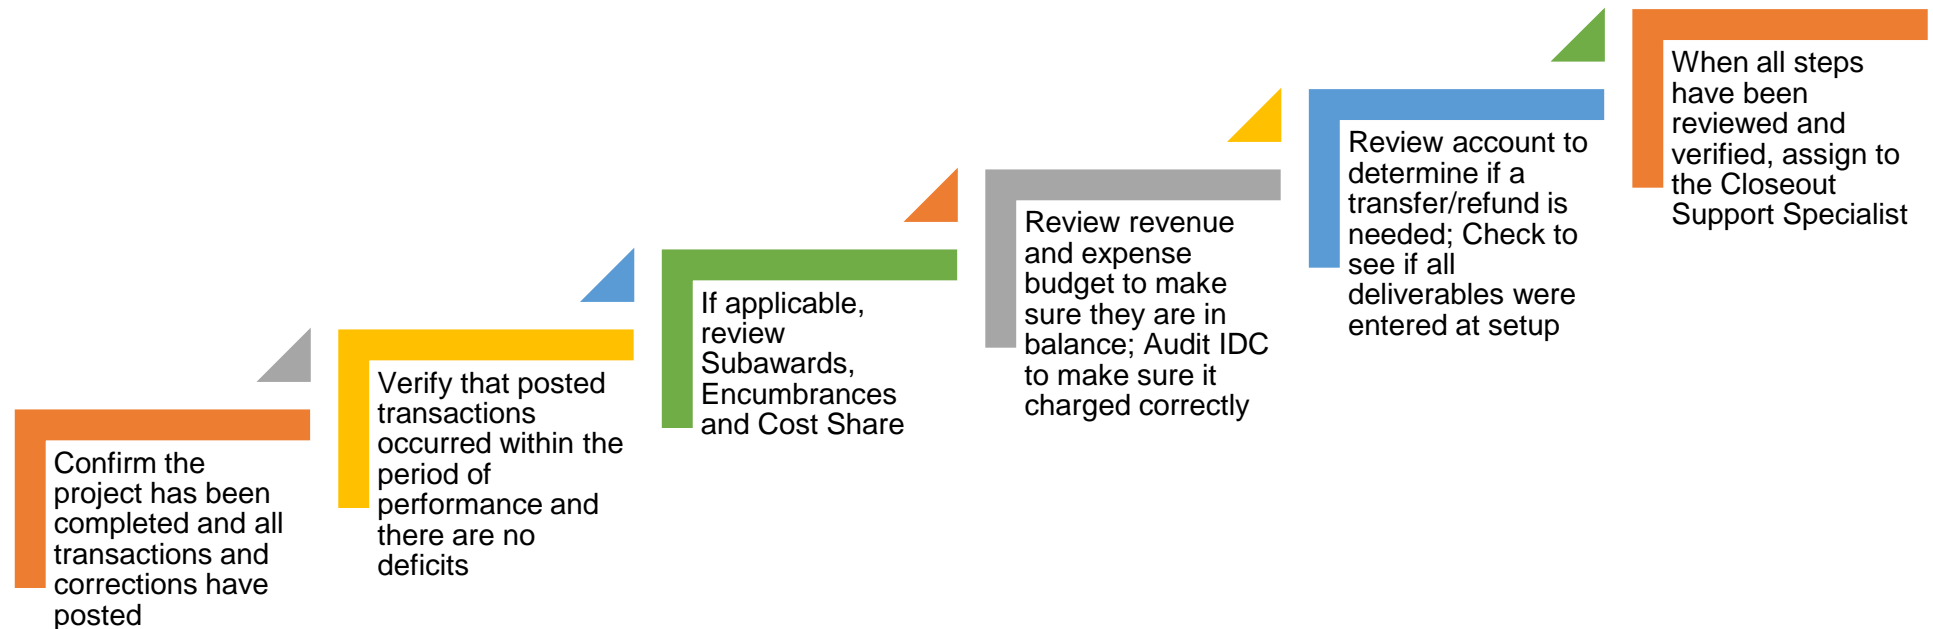 Confirm the
project has been
completed and all
transactions and
corrections have
posted
Verify that posted
transactions
occurred within the
period of
performance and
there are no
deficits
If applicable,
review
Subawards,
Encumbrances
and Cost Share
Review revenue
and expense
budget to make
sure they are in
balance; Audit IDC
to make sure it
charged correctly
Review account to
determine if a
transfer/refund is
needed; Check to
see if all
deliverables were
entered at setup
When all steps
have been
reviewed and
verified, assign to
the Closeout
Support Specialist